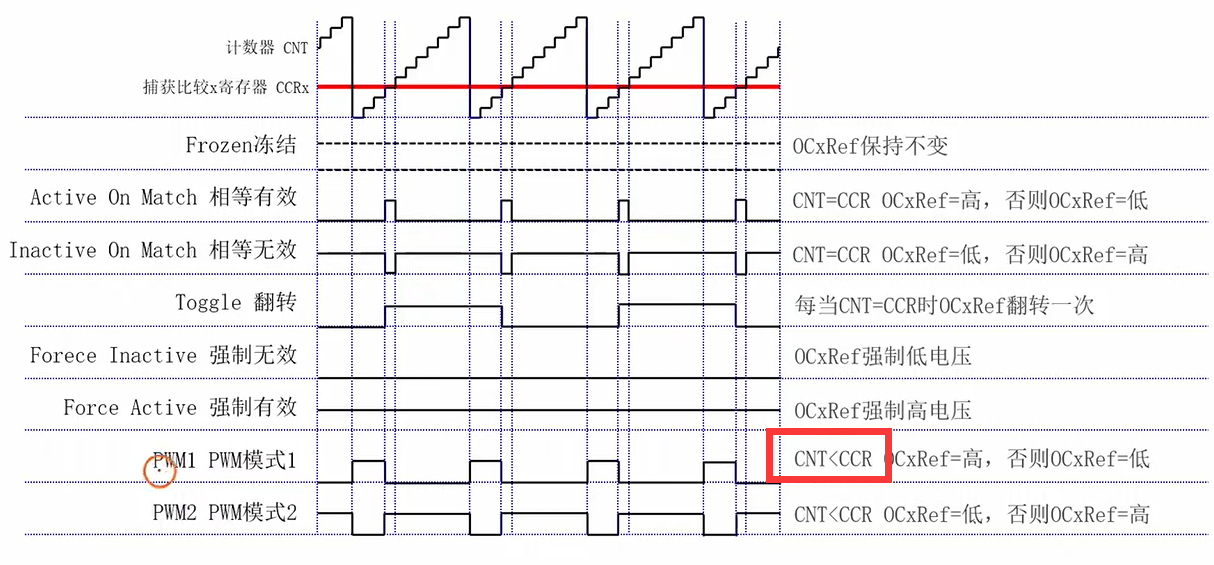 计数器 CNT
捕获比较x寄存器 CCRx
Frozen冻结 OCxRef保持不变
Active On Match 相等有效 CNT=CCR OCxRef=高，否则OCxRef=低
Inactive On Match 相等无效 CNT=CCR OCxRef=低，否则OCxRef=高
Toggle 翻转 每当CNT=CCR时OCxRef翻转一次
Forece Inactive 强制无效 OCxRef强制低电压
Force Active 强制有效 OCxRef强制高电压
PWM1 PWM模式1 CNT<CCR OCxRef=高，否则OCxRef=低
PWM2 PWM模式2 CNT<CCR OCxRef=低，否则OCxRef=高